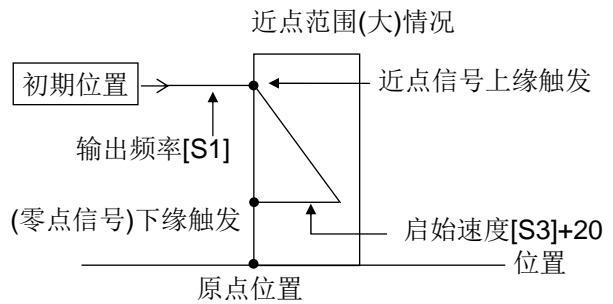 近点范围(大)情况
初期位置
近点信号上缘触发
输出频率[S1]
(零点信号)下缘触发
启始速度[S3]+20
位置
原点位置